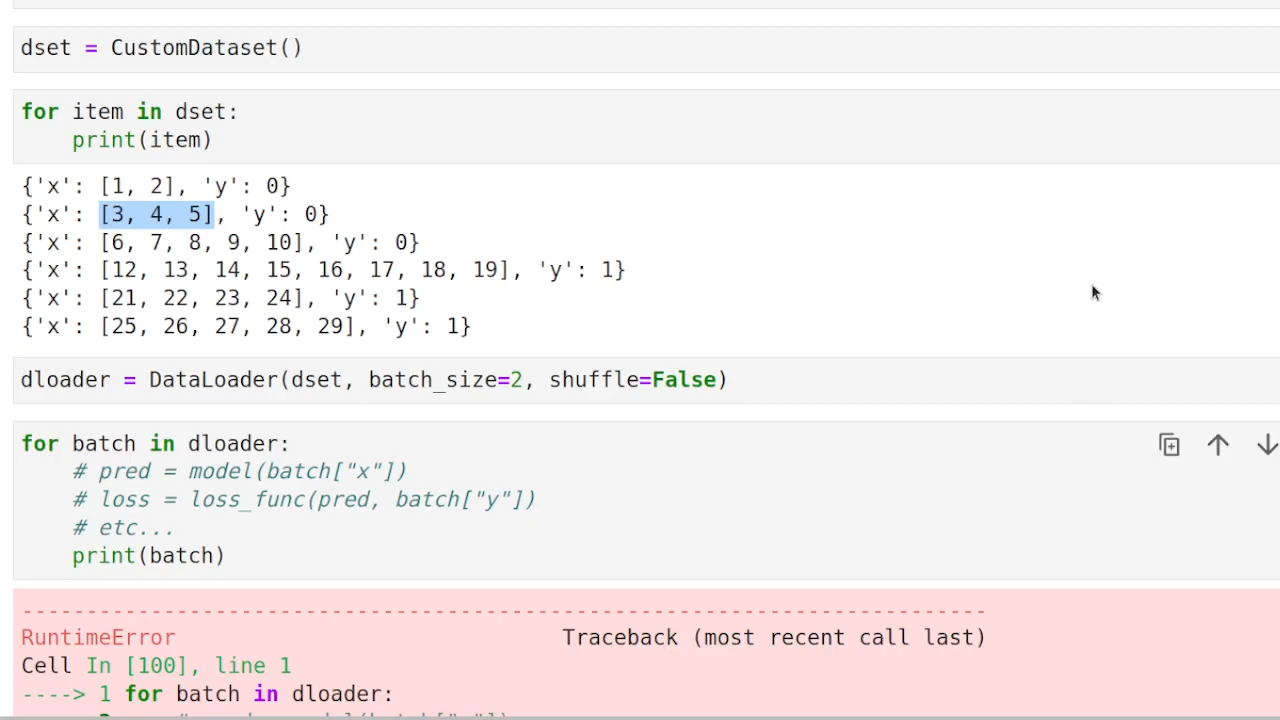 dset = CustomDataset()
for item in dset:
    print(item)
{'x': [1, 2], 'y': 0}
{'x': [3, 4, 5], 'y': 0}
{'x': [6, 7, 8, 9, 10], 'y': 0}
{'x': [12, 13, 14, 15, 16, 17, 18, 19], 'y': 1}
{'x': [21, 22, 23, 24], 'y': 1}
{'x': [25, 26, 27, 28, 29], 'y': 1}
dloader = DataLoader(dset, batch_size=2, shuffle=False)
for batch in dloader:
    # pred = model(batch["x"])
    # loss = loss_func(pred, batch["y"])
    # etc...
    print(batch)
---------------------------------------------------------------------------
RuntimeError                              Traceback (most recent call last)
Cell In [100], line 1
----> 1 for batch in dloader: